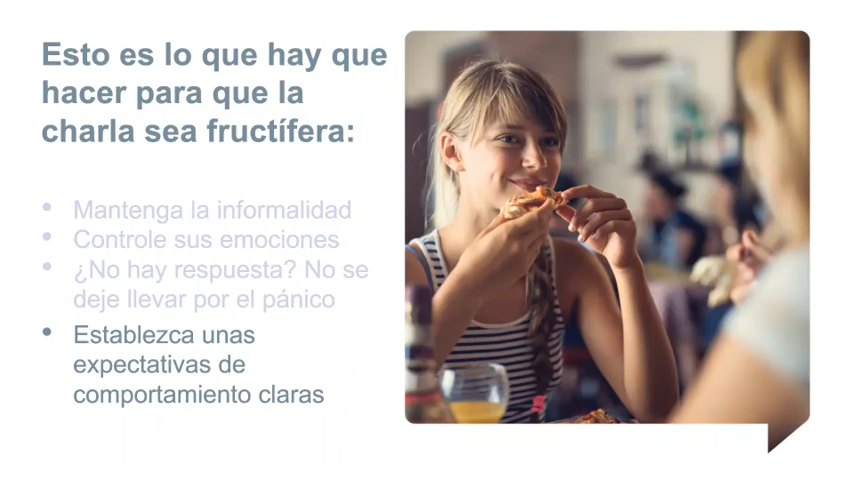 Esto es lo que hay que
hacer para que la
charla sea fructífera:
• Mantenga la informalidad
• Controle sus emociones
• ¿No hay respuesta? No se
deje llevar por el pánico
• Establezca unas
expectativas de
comportamiento claras